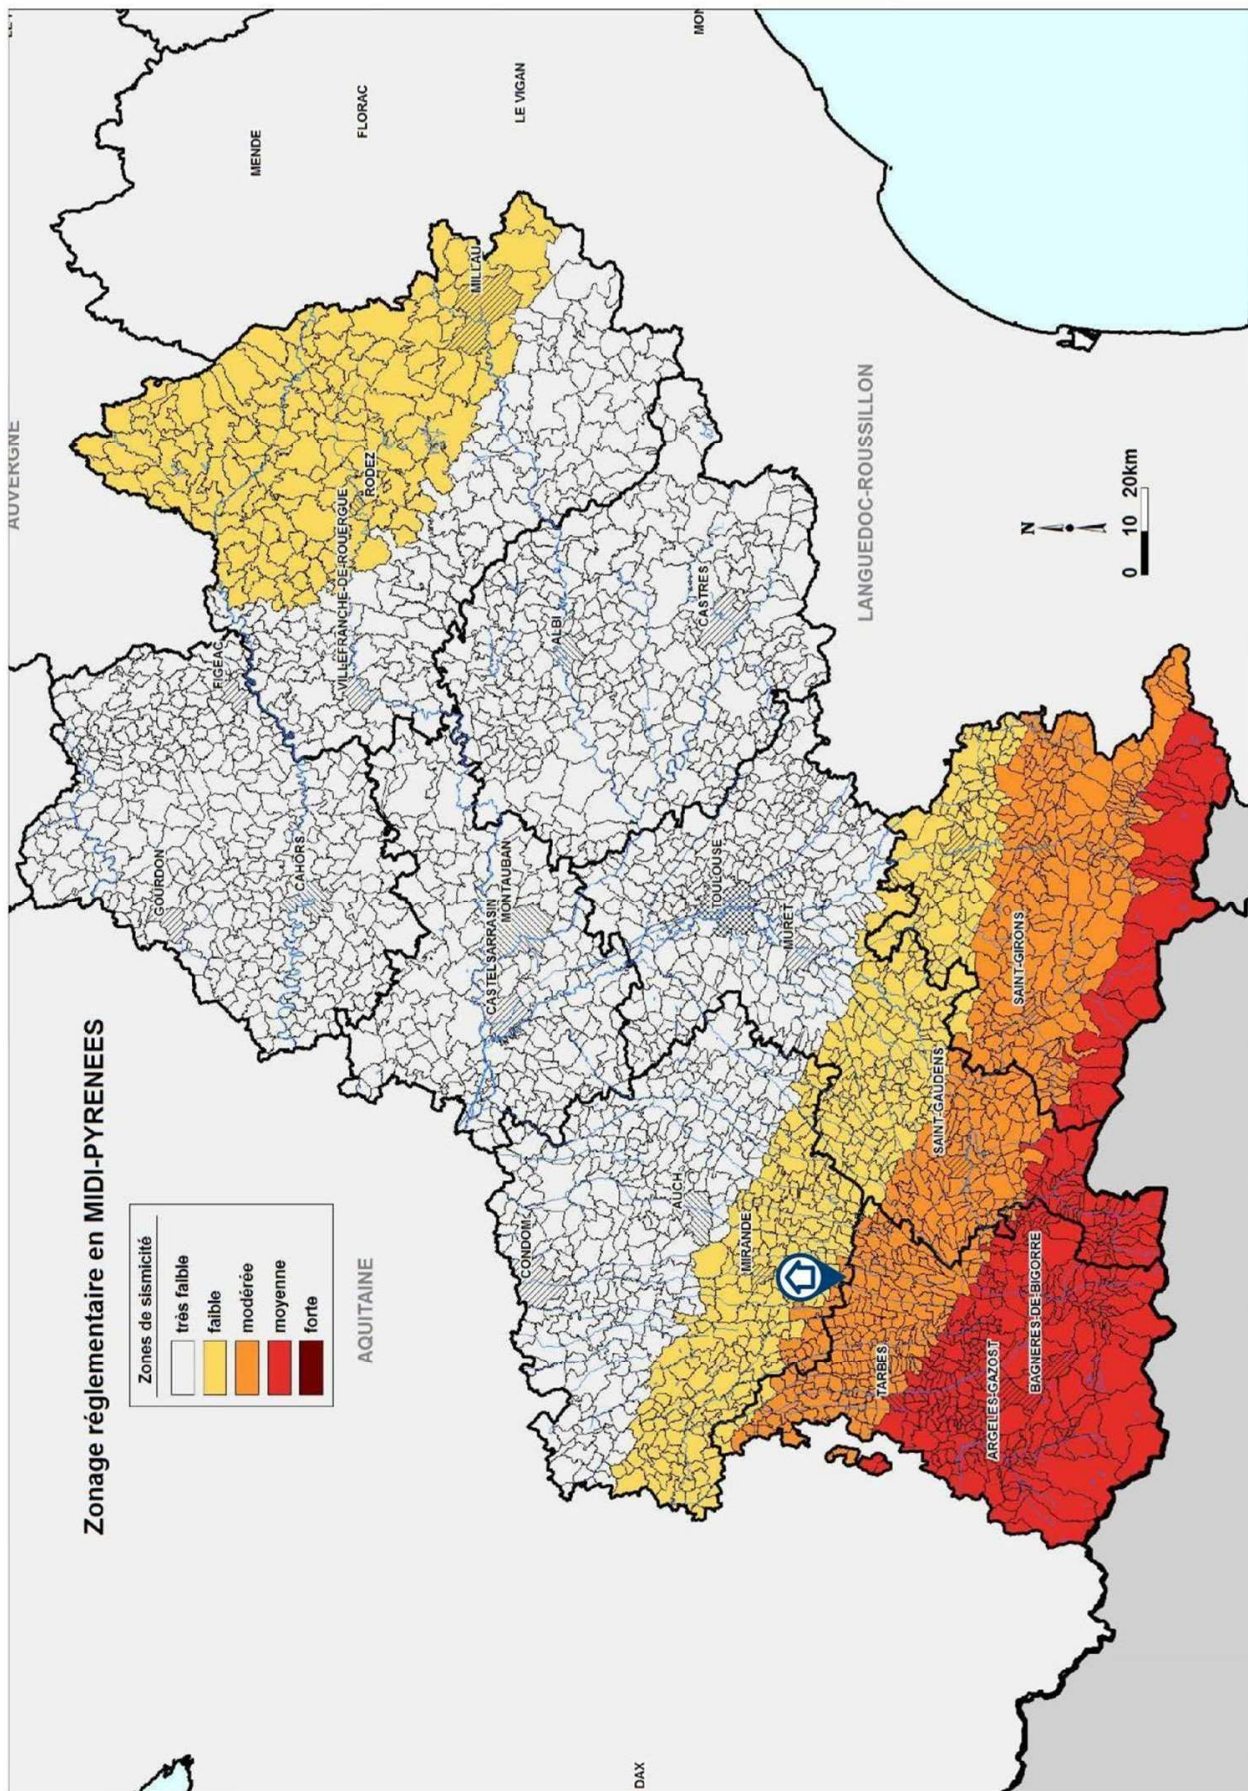 Zonage réglementaire en MIDI-PYRENEES
Zones de sismicité
très faible
faible
modérée
moyenne
forte
AUVERGNE
AQUITAINE
LANGUEDOC-ROUSSILLON
MENDE
FLORAC
LE VIGAN
GOURDON
FIGEAC
CAHORS
VILLEFRANCHE-DE-ROUERGUE
RODEZ
MILLAU
CASTELSARRASIN
MONTAUBAN
ALBI
CASTRES
CONDOM
AUCH
MIRANDE
TOULOUSE
MURET
TARBES
SAINT-GAUDENS
SAINT-GIRONS
ARGELES-GAZOST
BAGNERES-DE-BIGORRE
DAX
N
0 10 20km